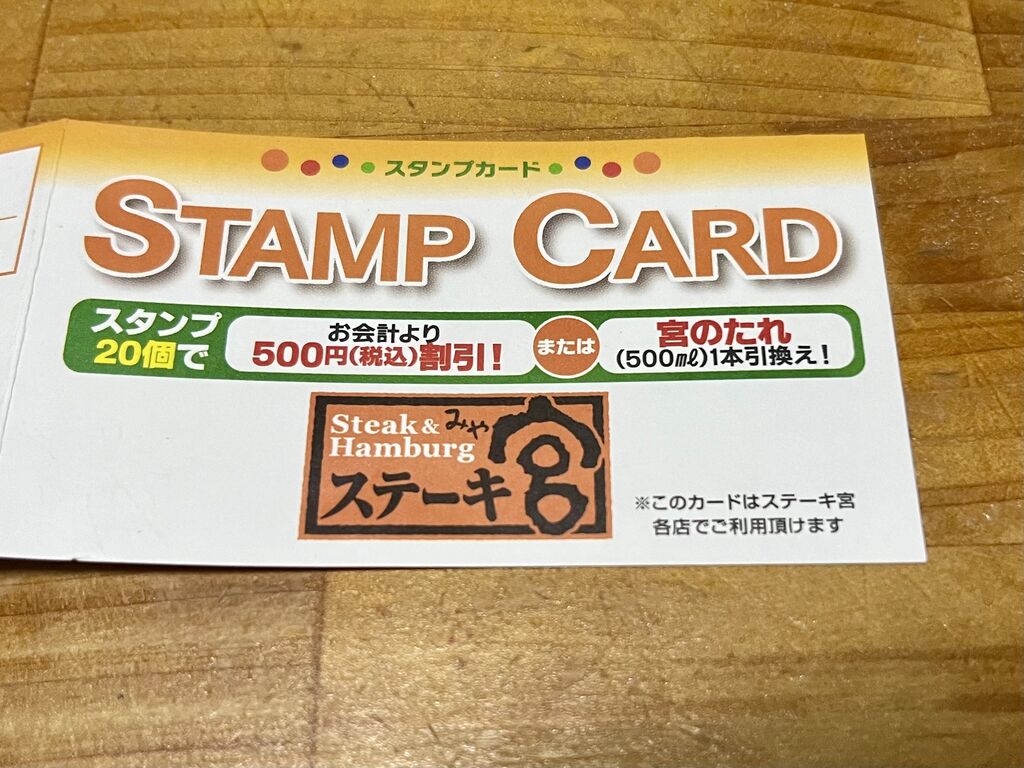 スタンプカード
STAMP CARD
スタンプ
20個で
お会計より
500円(税込)割引!
または
宮のたれ
(500㎖)1本引換え!
Steak & みや
Hamburg
ステーキ宮
※このカードはステーキ宮
各店でご利用頂けます